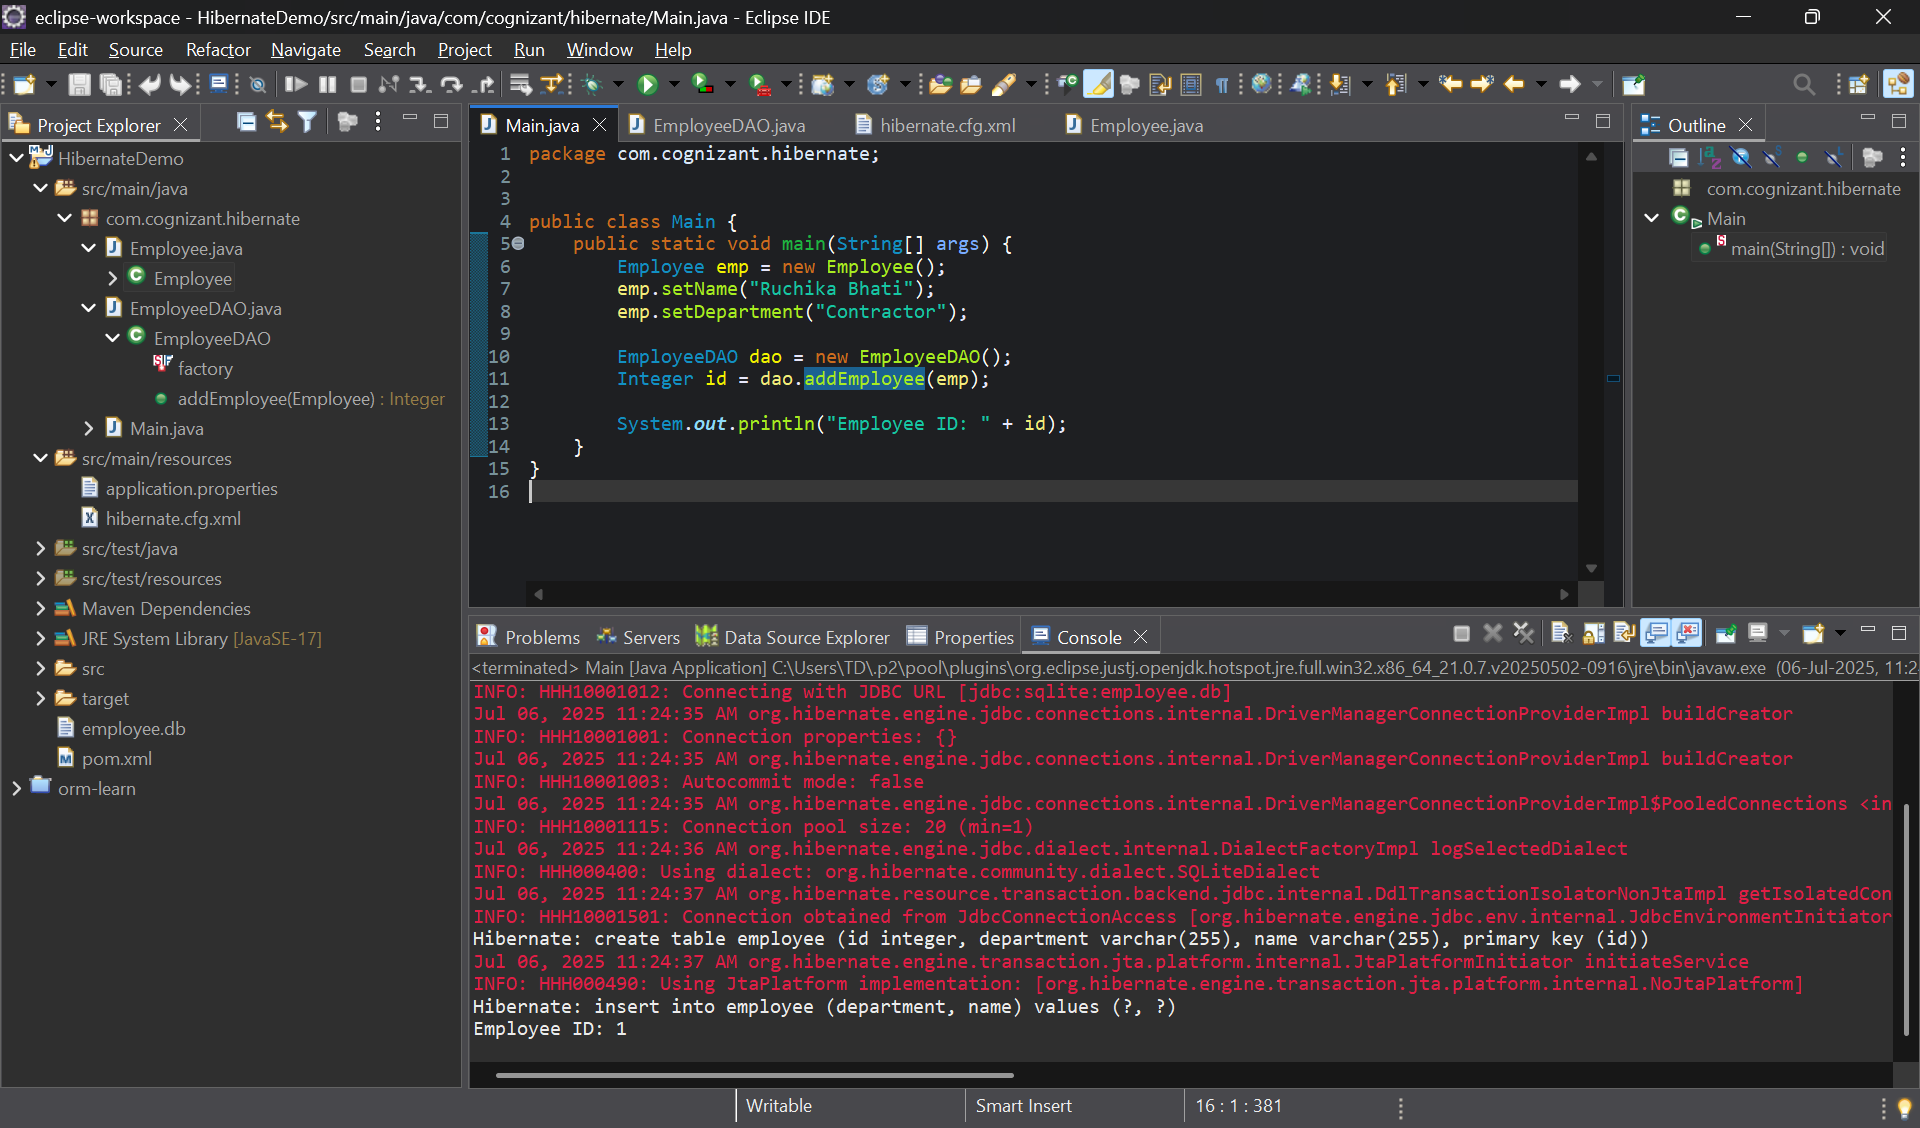 eclipse-workspace - HibernateDemo/src/main/java/com/cognizant/hibernate/Main.java - Eclipse IDE
File Edit Source Refactor Navigate Search Project Run Window Help
Project Explorer
HibernateDemo
src/main/java
com.cognizant.hibernate
Employee.java
Employee
EmployeeDAO.java
EmployeeDAO
factory
addEmployee(Employee) : Integer
Main.java
src/main/resources
application.properties
hibernate.cfg.xml
src/test/java
src/test/resources
Maven Dependencies
JRE System Library [JavaSE-17]
src
target
employee.db
pom.xml
orm-learn
Main.java EmployeeDAO.java hibernate.cfg.xml Employee.java
1 package com.cognizant.hibernate;
2
3
4 public class Main {
5 public static void main(String[] args) {
6 Employee emp = new Employee();
7 emp.setName("Ruchika Bhati");
8 emp.setDepartment("Contractor");
9
10 EmployeeDAO dao = new EmployeeDAO();
11 Integer id = dao.addEmployee(emp);
12
13 System.out.println("Employee ID: " + id);
14 }
15 }
16
Outline
com.cognizant.hibernate
Main
main(String[]) : void
Problems Servers Data Source Explorer Properties Console
<terminated> Main [Java Application] C:\Users\TD\.p2\pool\plugins\org.eclipse.justj.openjdk.hotspot.jre.full.win32.x86_64_21.0.7.v20250502-0916\jre\bin\javaw.exe (06-Jul-2025, 11:2
INFO: HHH10001012: Connecting with JDBC URL [jdbc:sqlite:employee.db]
Jul 06, 2025 11:24:35 AM org.hibernate.engine.jdbc.connections.internal.DriverManagerConnectionProviderImpl buildCreator
INFO: HHH10001001: Connection properties: {}
Jul 06, 2025 11:24:35 AM org.hibernate.engine.jdbc.connections.internal.DriverManagerConnectionProviderImpl buildCreator
INFO: HHH10001003: Autocommit mode: false
Jul 06, 2025 11:24:35 AM org.hibernate.engine.jdbc.connections.internal.DriverManagerConnectionProviderImpl$PooledConnections <in
INFO: HHH10001115: Connection pool size: 20 (min=1)
Jul 06, 2025 11:24:36 AM org.hibernate.engine.jdbc.dialect.internal.DialectFactoryImpl logSelectedDialect
INFO: HHH000400: Using dialect: org.hibernate.community.dialect.SQLiteDialect
Jul 06, 2025 11:24:37 AM org.hibernate.resource.transaction.backend.jdbc.internal.DdlTransactionIsolatorNonJtaImpl getIsolatedCon
INFO: HHH10001501: Connection obtained from JdbcConnectionAccess [org.hibernate.engine.jdbc.env.internal.JdbcEnvironmentInitiator
Hibernate: create table employee (id integer, department varchar(255), name varchar(255), primary key (id))
Jul 06, 2025 11:24:37 AM org.hibernate.engine.transaction.jta.platform.internal.JtaPlatformInitiator initiateService
INFO: HHH000490: Using JtaPlatform implementation: [org.hibernate.engine.transaction.jta.platform.internal.NoJtaPlatform]
Hibernate: insert into employee (department, name) values (?, ?)
Employee ID: 1
Writable Smart Insert 16 : 1 : 381